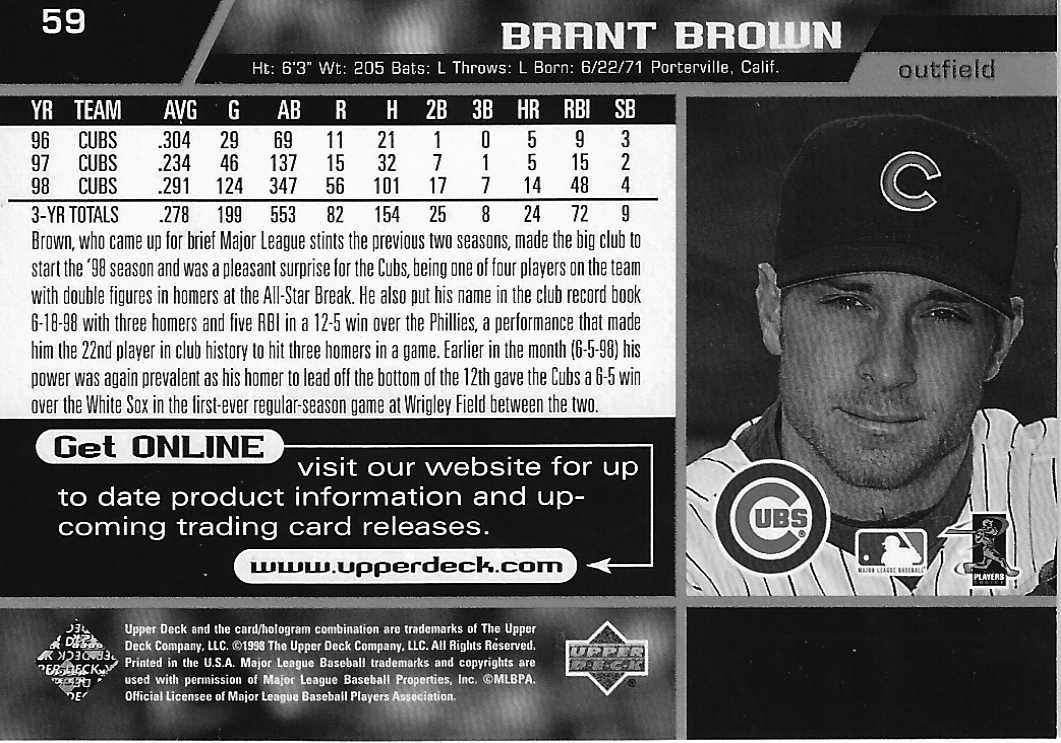 59
BRANT BROWN
Ht: 6'3" Wt: 205 Bats: L Throws: L Born: 6/22/71 Porterville, Calif.
outfield
YR TEAM AVG G AB R H 2B 3B HR RBI SB
96 CUBS .304 29 69 11 21 1 0 5 9 3
97 CUBS .234 46 137 15 32 7 1 5 15 2
98 CUBS .291 124 347 56 101 17 7 14 48 4
3-YR TOTALS .278 199 553 82 154 25 8 24 72 9
Brown, who came up for brief Major League stints the previous two seasons, made the big club to
start the '98 season and was a pleasant surprise for the Cubs, being one of four players on the team
with double figures in homers at the All-Star Break. He also put his name in the club record book
6-18-98 with three homers and five RBI in a 12-5 win over the Phillies, a performance that made
him the 22nd player in club history to hit three homers in a game. Earlier in the month (6-5-98) his
power was again prevalent as his homer to lead off the bottom of the 12th gave the Cubs a 6-5 win
over the White Sox in the first-ever regular-season game at Wrigley Field between the two.
Get ONLINE
visit our website for up
to date product information and up-
coming trading card releases.
www.upperdeck.com
C
CUBS®
MAJOR LEAGUE BASEBALL
PLAYERS
CHOICE
Upper Deck and the card/hologram combination are trademarks of The Upper
Deck Company, LLC. ©1998 The Upper Deck Company, LLC. All Rights Reserved.
Printed in the U.S.A. Major League Baseball trademarks and copyrights are
used with permission of Major League Baseball Properties, Inc. ©MLBPA.
Official Licensee of Major League Baseball Players Association.
UPPER
DECK®